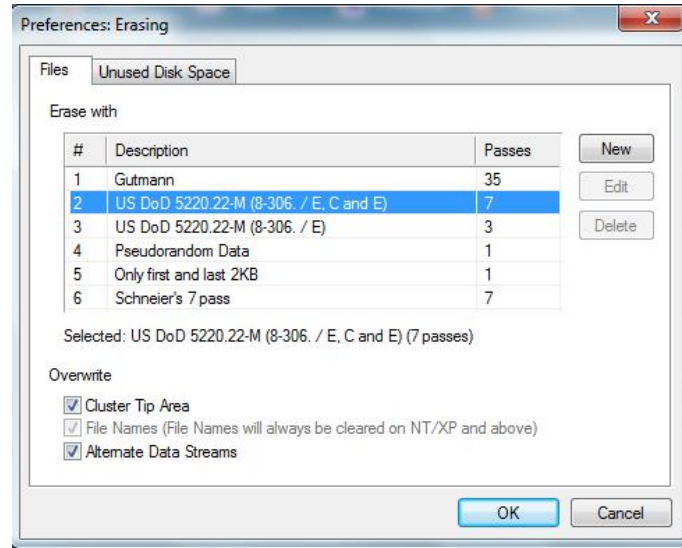 Preferences: Erasing
Files Unused Disk Space
Erase with
# Description Passes New
1 Gutmann 35
2 US DoD 5220.22-M (8-306. / E, C and E) 7
Edit
3 US DoD 5220.22-M (8-306. / E) 3
Delete
4 Pseudorandom Data 1
5 Only first and last 2KB 1
6 Schneier's 7 pass 7
Selected: US DoD 5220.22-M (8-306. / E, C and E) (7 passes)
Overwrite
Cluster Tip Area
File Names (File Names will always be cleared on NT/XP and above)
Alternate Data Streams
OK Cancel